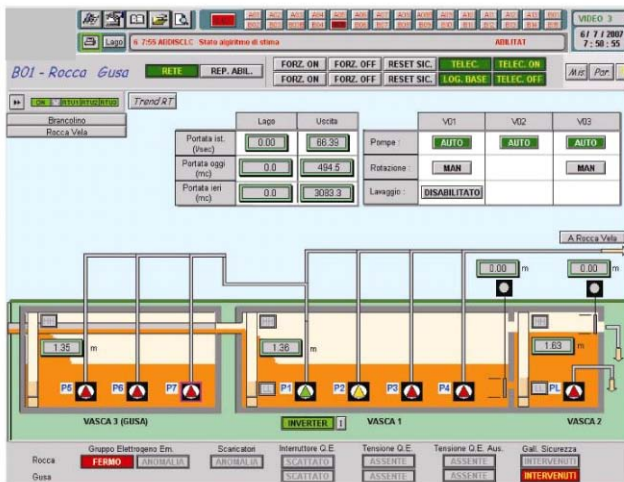 VIDEO 3
Lago
6 7:55 AGDISCLC Stato algiritmo di stima ABILITAT
6/ 7 / 2007
7 : 50 : 55
B01 - Rocca Gusa
RETE REP. ABIL.
FORZ. ON FORZ. OFF RESET SIC. TELEC. TELEC. ON
FORZ. ON FORZ. OFF RESET SIC. LOG. BASE TELEC. OFF
Mis Par
Trend RT
Brancolino
Rocca Vela
Lago Uscita
Portata ist. (l/sec) 0.00 66.39
Portata oggi (mc) 0.0 494.5
Portata ieri (mc) 0.0 3083.3
V01 V02 V03
Pompe : AUTO AUTO AUTO
Rotazione : MAN MAN
Lavaggio : DISABILITATO
A Rocca Vela
0.00 m 0.00 m
1.35 m 1.36 m 1.63 m
P5 P6 P7 P1 P2 P3 P4 PL
VASCA 3 (GUSA) INVERTER I VASCA 1 VASCA 2
Gruppo Elettrogeno Em. Scaricatori Interruttore Q.E. Tensione Q.E. Tensione Q.E. Aus. Gall. Sicurezza
Rocca FERMO ANOMALIA ANOMALIA SCATTATO ASSENTE ASSENTE INTERVENUTI
Gusa SCATTATO ASSENTE ASSENTE INTERVENUTI